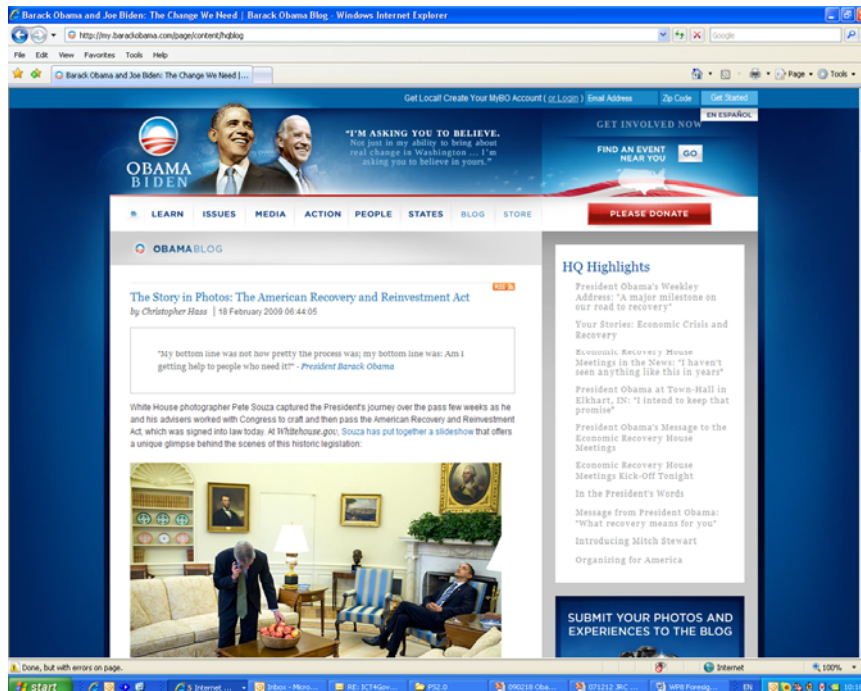 Barack Obama and Joe Biden: The Change We Need | Barack Obama Blog - Windows Internet Explorer
http://my.barackobama.com/page/content/hqblog
Google
File Edit View Favorites Tools Help
Barack Obama and Joe Biden: The Change We Need | ...
Page Tools
Get Local! Create Your MyBO Account ( or Login ) Email Address Zip Code Get Started
EN ESPAÑOL
OBAMA
BIDEN
"I'M ASKING YOU TO BELIEVE.
Not just in my ability to bring about
real change in Washington ... I'm
asking you to believe in yours."
GET INVOLVED NOW
FIND AN EVENT
NEAR YOU
GO
LEARN ISSUES MEDIA ACTION PEOPLE STATES BLOG STORE
PLEASE DONATE
OBAMABLOG
RSS
The Story in Photos: The American Recovery and Reinvestment Act
by Christopher Hass | 18 February 2009 06:44:05
"My bottom line was not how pretty the process was; my bottom line was: Am I
getting help to people who need it?" - President Barack Obama
White House photographer Pete Souza captured the President's journey over the pass few weeks as he
and his advisers worked with Congress to craft and then pass the American Recovery and Reinvestment
Act, which was signed into law today. At Whitehouse.gov, Souza has put together a slideshow that offers
a unique glimpse behind the scenes of this historic legislation:
HQ Highlights
President Obama's Weekly
Address: "A major milestone on
our road to recovery"
Your Stories: Economic Crisis and
Recovery
Economic Recovery House
Meetings in the News: "I haven't
seen anything like this in years"
President Obama at Town-Hall in
Elkhart, IN: "I intend to keep that
promise"
President Obama's Message to the
Economic Recovery House
Meetings
Economic Recovery House
Meetings Kick-Off Tonight
In the President's Words
Message from President Obama:
"What recovery means for you"
Introducing Mitch Stewart
Organizing for America
SUBMIT YOUR PHOTOS AND
EXPERIENCES TO THE BLOG
Done, but with errors on page.
Internet
100%
start
5 Internet ...
Inbox - Micro...
RE: ICT4Gov...
PS2.0
090218 Oba...
071212 JRC ...
WP8 Foresig...
EN